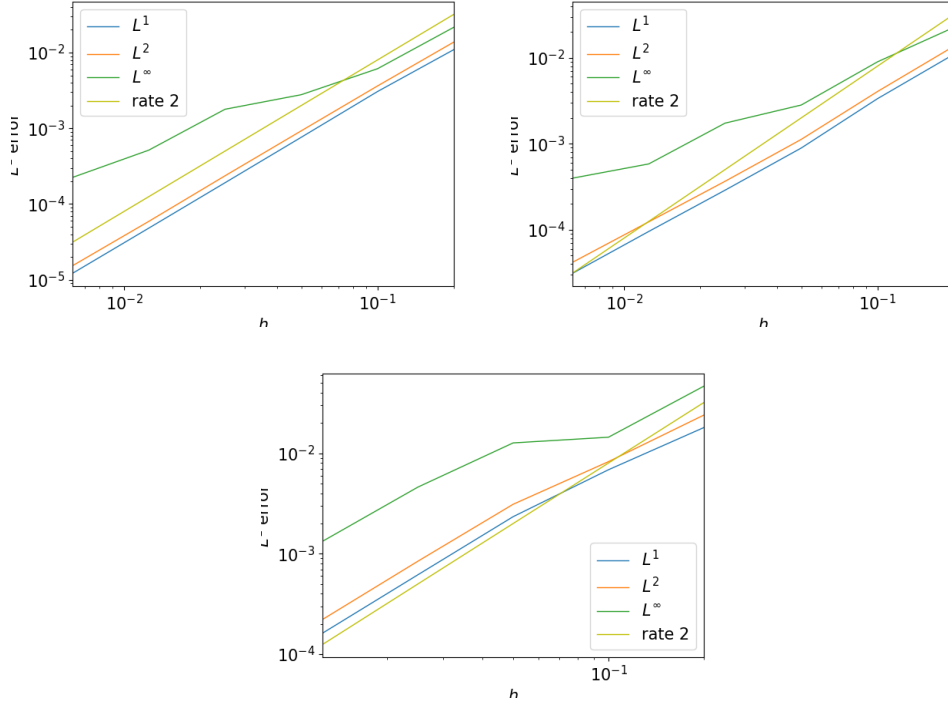 10⁻²
10⁻³
10⁻⁴
10⁻⁵
L¹
L²
L^∞
rate 2
10⁻²
10⁻¹
10⁻²
10⁻³
10⁻⁴
L¹
L²
L^∞
rate 2
10⁻²
10⁻¹
10⁻²
10⁻³
10⁻⁴
L¹
L²
L^∞
rate 2
10⁻¹